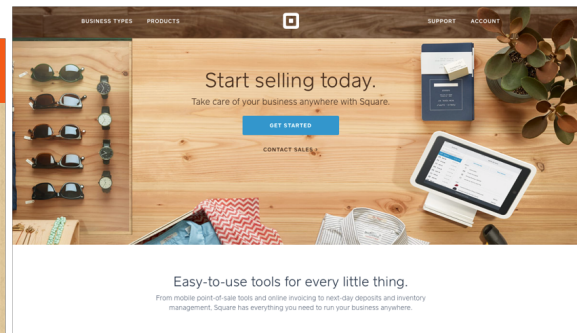 BUSINESS TYPES PRODUCTS SUPPORT ACCOUNT
Start selling today.
Take care of your business anywhere with Square.
GET STARTED
CONTACT SALES ›
Easy-to-use tools for every little thing.
From mobile point-of-sale tools and online invoicing to next-day deposits and inventory
management, Square has everything you need to run your business anywhere.